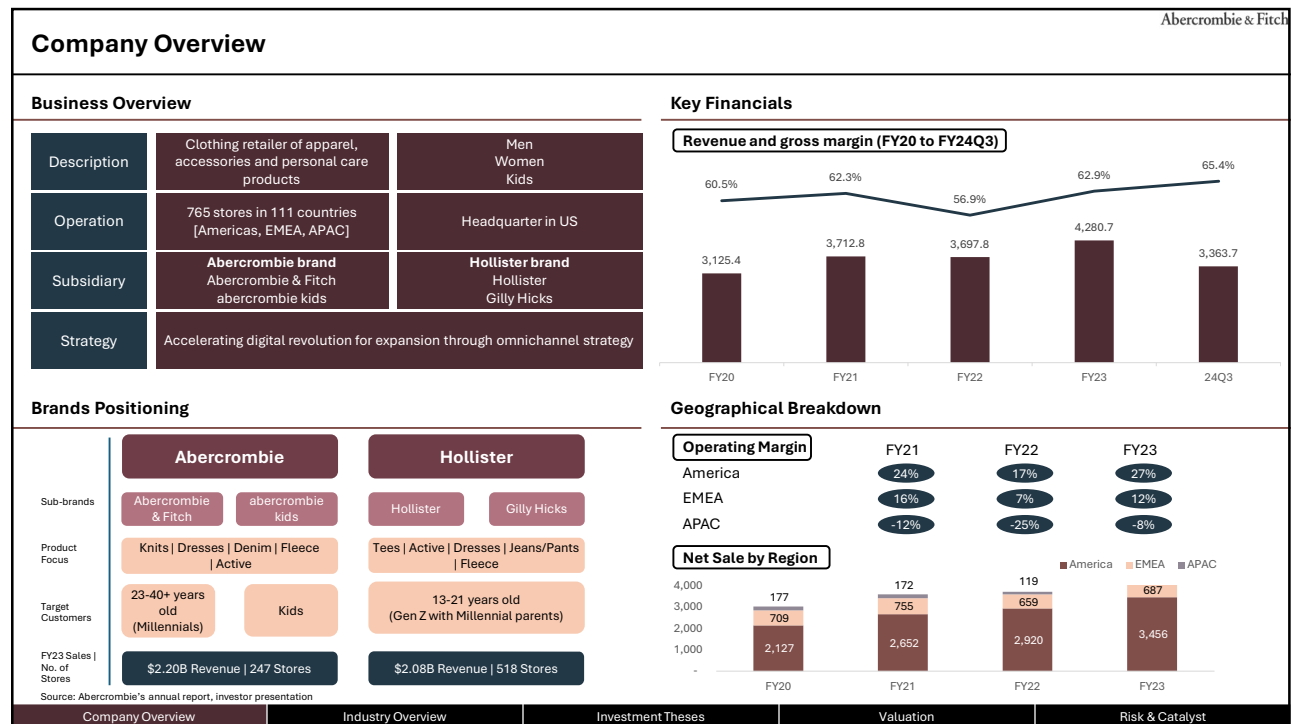 Abercrombie & Fitch
Company Overview
Business Overview
Description
Clothing retailer of apparel,
accessories and personal care
products
Men
Women
Kids
Operation
765 stores in 111 countries
[Americas, EMEA, APAC]
Headquarter in US
Subsidiary
Abercrombie brand
Abercrombie & Fitch
abercrombie kids
Hollister brand
Hollister
Gilly Hicks
Strategy
Accelerating digital revolution for expansion through omnichannel strategy
Key Financials
Revenue and gross margin (FY20 to FY24Q3)
60.5%
62.3%
56.9%
62.9%
65.4%
3,125.4
3,712.8
3,697.8
4,280.7
3,363.7
FY20
FY21
FY22
FY23
24Q3
Brands Positioning
Abercrombie
Hollister
Sub-brands
Abercrombie
& Fitch
abercrombie
kids
Hollister
Gilly Hicks
Product
Focus
Knits | Dresses | Denim | Fleece
| Active
Tees | Active | Dresses | Jeans/Pants
| Fleece
Target
Customers
23-40+ years
old
(Millennials)
Kids
13-21 years old
(Gen Z with Millennial parents)
FY23 Sales |
No. of
Stores
$2.20B Revenue | 247 Stores
$2.08B Revenue | 518 Stores
Source: Abercrombie's annual report, investor presentation
Geographical Breakdown
Operating Margin
FY21
FY22
FY23
America
24%
17%
27%
EMEA
16%
7%
12%
APAC
-12%
-25%
-8%
Net Sale by Region
America
EMEA
APAC
4,000
3,000
2,000
1,000
-
177
709
2,127
172
755
2,652
119
659
2,920
687
3,456
FY20
FY21
FY22
FY23
Company Overview
Industry Overview
Investment Theses
Valuation
Risk & Catalyst